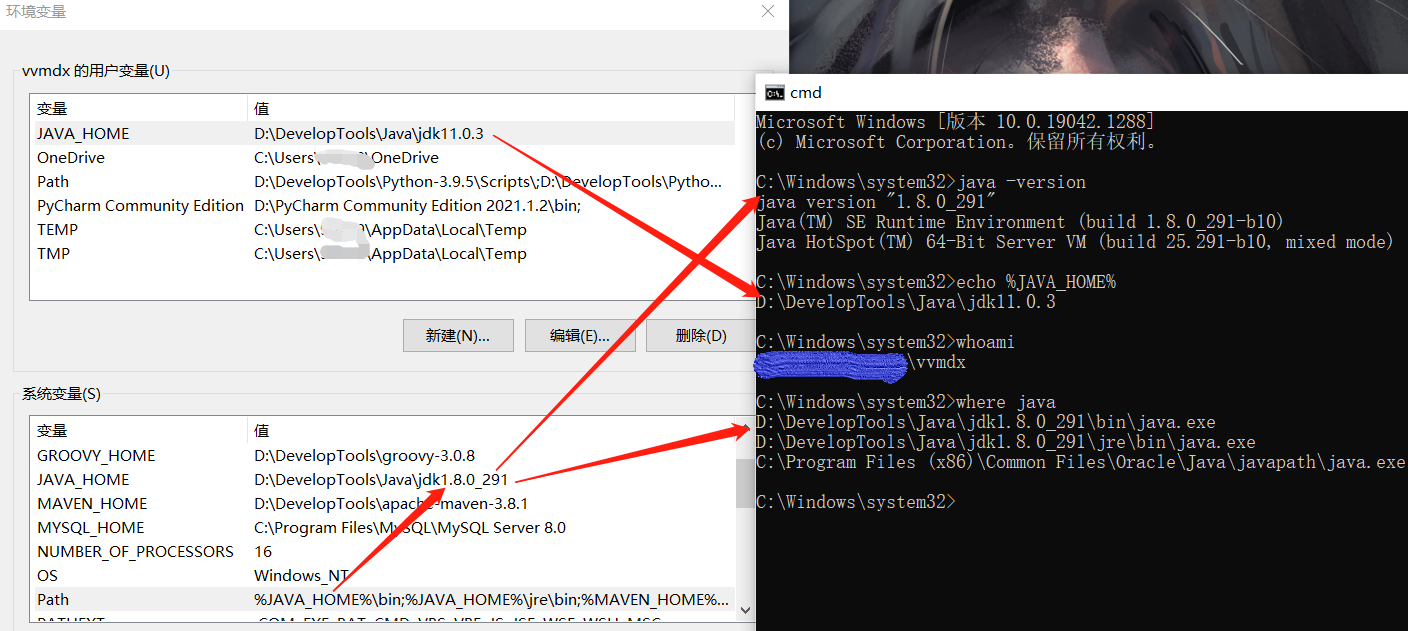 环境变量
vvmdx 的用户变量(U)
变量 值
JAVA_HOME D:\DevelopTools\Java\jdk11.0.3
OneDrive C:\Users\ \OneDrive
Path D:\DevelopTools\Python-3.9.5\Scripts\;D:\DevelopTools\Pytho...
PyCharm Community Edition D:\PyCharm Community Edition 2021.1.2\bin;
TEMP C:\Users\ \AppData\Local\Temp
TMP C:\Users\ \AppData\Local\Temp
新建(N)... 编辑(E)... 删除(D)
系统变量(S)
变量 值
GROOVY_HOME D:\DevelopTools\groovy-3.0.8
JAVA_HOME D:\DevelopTools\Java\jdk1.8.0_291
MAVEN_HOME D:\DevelopTools\apache-maven-3.8.1
MYSQL_HOME C:\Program Files\MySQL\MySQL Server 8.0
NUMBER_OF_PROCESSORS 16
OS Windows_NT
Path %JAVA_HOME%\bin;%JAVA_HOME%\jre\bin;%MAVEN_HOME%...
cmd
Microsoft Windows [版本 10.0.19042.1288]
(c) Microsoft Corporation。保留所有权利。
C:\Windows\system32>java -version
java version "1.8.0_291"
Java(TM) SE Runtime Environment (build 1.8.0_291-b10)
Java HotSpot(TM) 64-Bit Server VM (build 25.291-b10, mixed mode)
C:\Windows\system32>echo %JAVA_HOME%
D:\DevelopTools\Java\jdk11.0.3
C:\Windows\system32>whoami
\vvmdx
C:\Windows\system32>where java
D:\DevelopTools\Java\jdk1.8.0_291\bin\java.exe
D:\DevelopTools\Java\jdk1.8.0_291\jre\bin\java.exe
C:\Program Files (x86)\Common Files\Oracle\Java\javapath\java.exe
C:\Windows\system32>